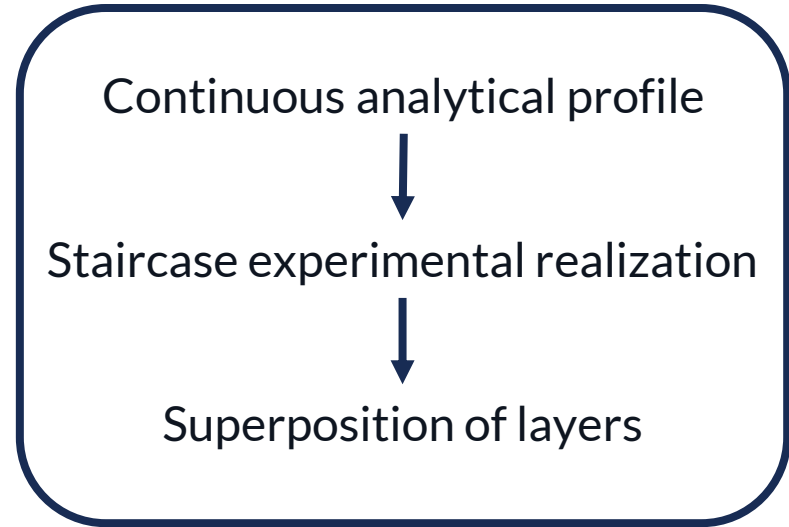 Continuous analytical profile
Staircase experimental realization
Superposition of layers